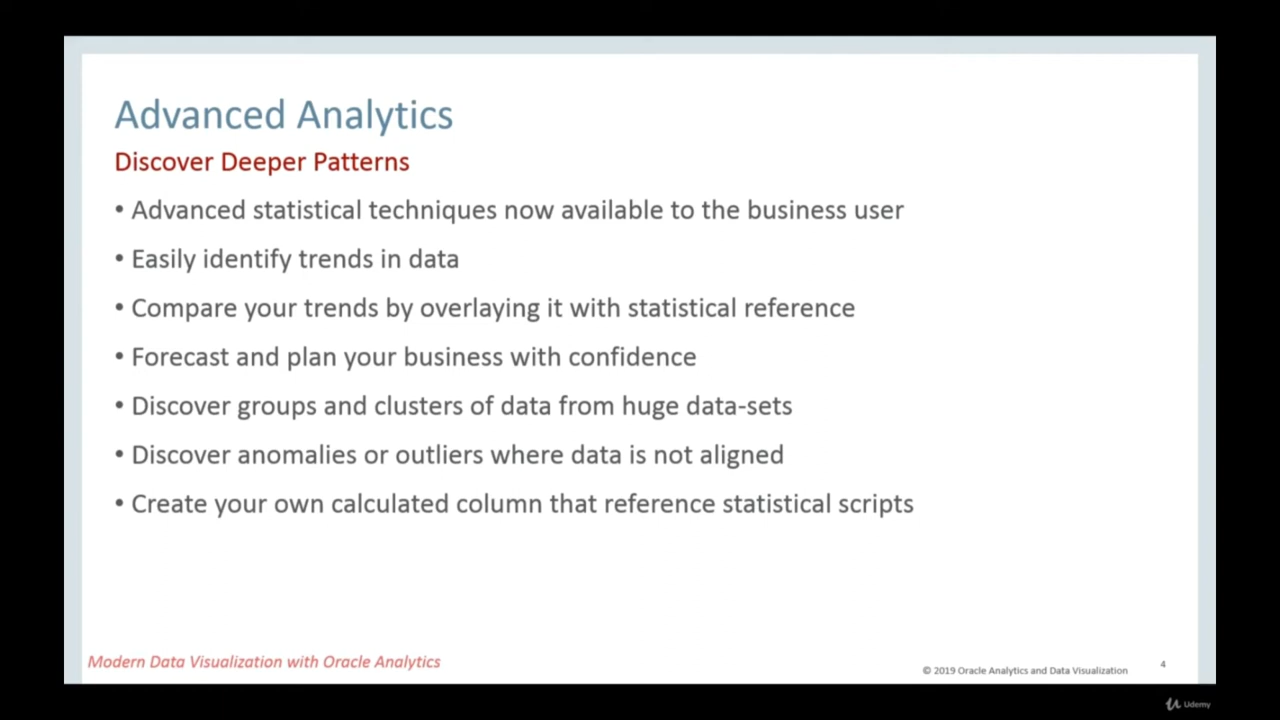 Advanced Analytics
Discover Deeper Patterns
• Advanced statistical techniques now available to the business user
• Easily identify trends in data
• Compare your trends by overlaying it with statistical reference
• Forecast and plan your business with confidence
• Discover groups and clusters of data from huge data-sets
• Discover anomalies or outliers where data is not aligned
• Create your own calculated column that reference statistical scripts
Modern Data Visualization with Oracle Analytics
© 2019 Oracle Analytics and Data Visualization
4
Udemy